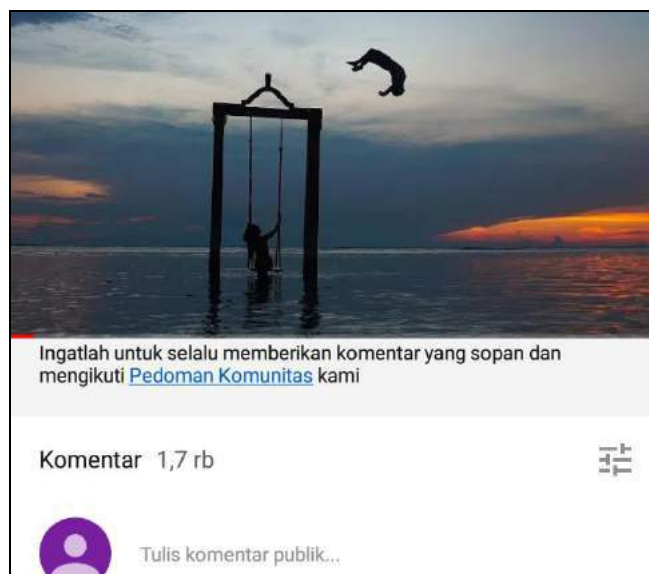 Ingatlah untuk selalu memberikan komentar yang sopan dan
mengikuti Pedoman Komunitas kami
Komentar 1,7 rb
Tulis komentar publik...